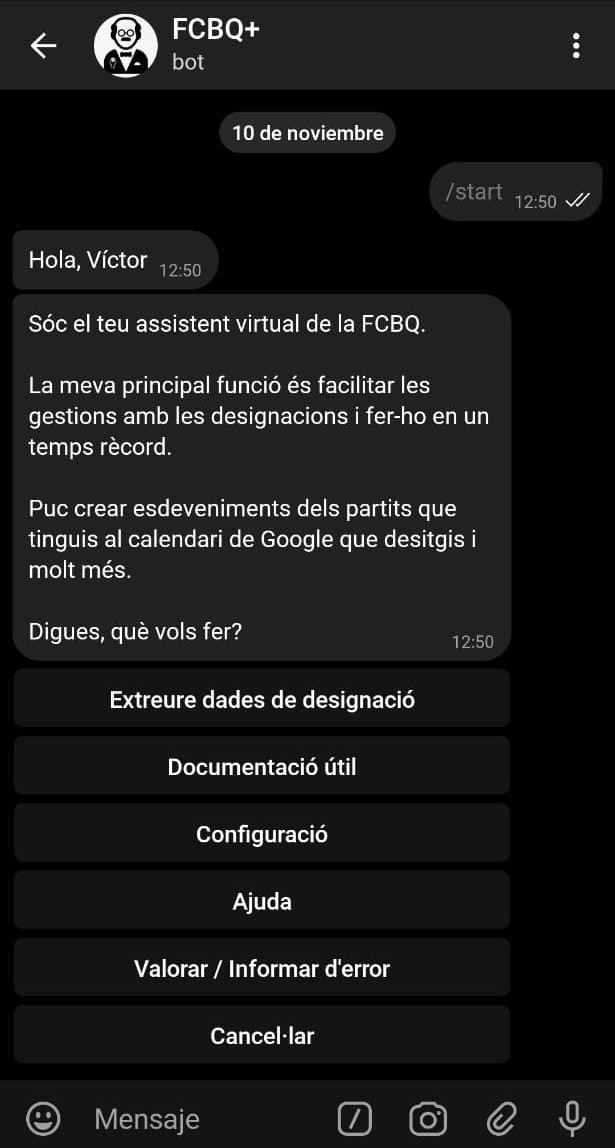 FCBQ+
bot
10 de noviembre
/start 12:50
Hola, Víctor 12:50
Sóc el teu assistent virtual de la FCBQ.
La meva principal funció és facilitar les
gestions amb les designacions i fer-ho en un
temps rècord.
Puc crear esdeveniments dels partits que
tinguis al calendari de Google que desitgis i
molt més.
Digues, què vols fer?
12:50
Extreure dades de designació
Documentació útil
Configuració
Ajuda
Valorar / Informar d'error
Cancel·lar
Mensaje